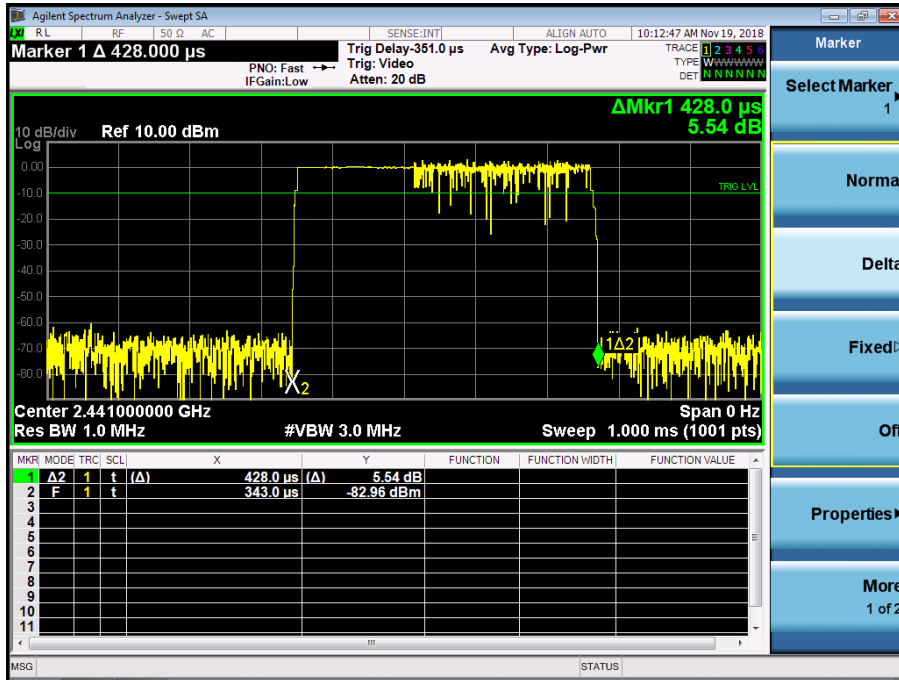 Agilent Spectrum Analyzer - Swept SA
LXI RL RF 50 Ω AC SENSE:INT ALIGN AUTO 10:12:47 AM Nov 19, 2018
Marker 1 Δ 428.000 µs
Trig Delay-351.0 µs
Avg Type: Log-Pwr
TRACE 1 2 3 4 5 6
PNO: Fast
Trig: Video
TYPE WWWWWW
IFGain:Low
Atten: 20 dB
DET N N N N N N
ΔMkr1 428.0 µs
5.54 dB
10 dB/div Ref 10.00 dBm
Log
0.00
-10.0
TRIG LVL
-20.0
-30.0
-40.0
-50.0
-60.0
-70.0
1Δ2
-80.0
X2
Center 2.441000000 GHz Span 0 Hz
Res BW 1.0 MHz #VBW 3.0 MHz Sweep 1.000 ms (1001 pts)
MKR MODE TRC SCL X Y FUNCTION FUNCTION WIDTH FUNCTION VALUE
1 Δ2 1 t (Δ) 428.0 µs (Δ) 5.54 dB
2 F 1 t 343.0 µs -82.96 dBm
3
4
5
6
7
8
9
10
11
MSG STATUS
Marker
Select Marker
1
Norma
Delta
Fixed
Off
Properties
More
1 of 2